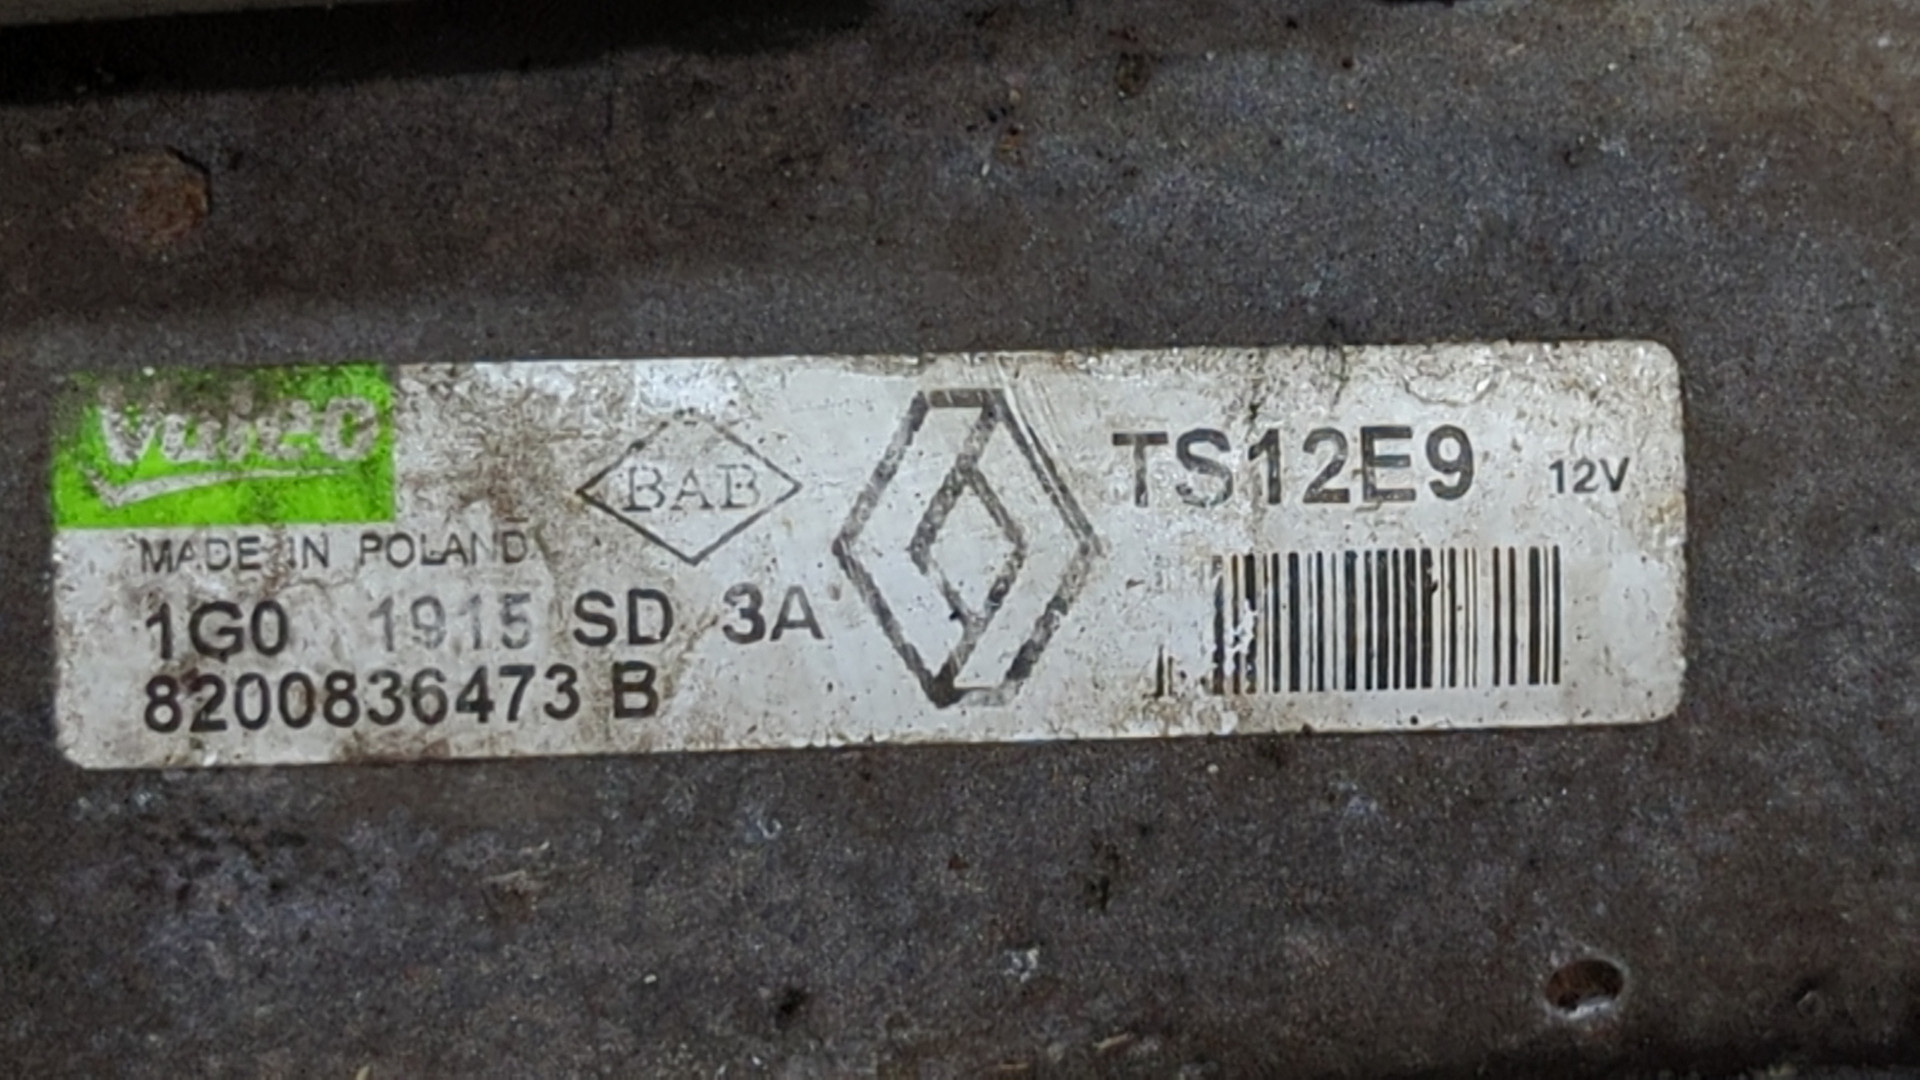 Valeo
MADE IN POLAND
BAB
TS12E9 12V
1G0 1915 SD 3A
8200836473 B